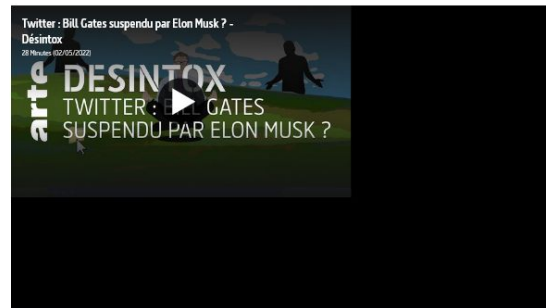 Twitter : Bill Gates suspendu par Elon Musk ? -
Désintox
28 Minutes (02/05/2022)
arte
DESINTOX
TWITTER : BILL GATES
SUSPENDU PAR ELON MUSK ?